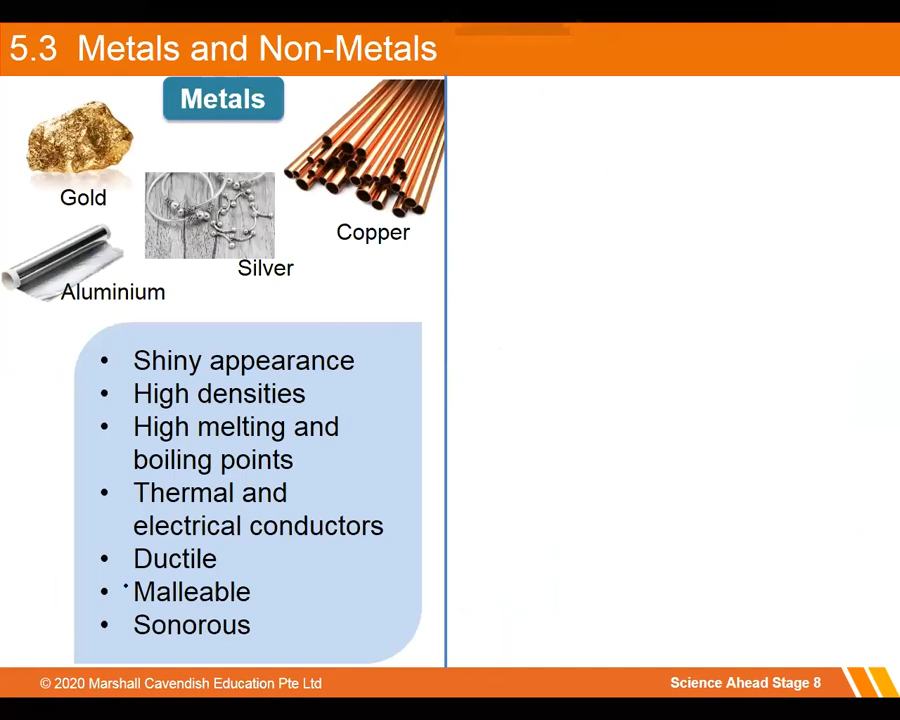 5.3 Metals and Non-Metals
Metals
Gold
Copper
Silver
Aluminium
• Shiny appearance
• High densities
• High melting and
boiling points
• Thermal and
electrical conductors
• Ductile
• Malleable
• Sonorous
© 2020 Marshall Cavendish Education Pte Ltd
Science Ahead Stage 8